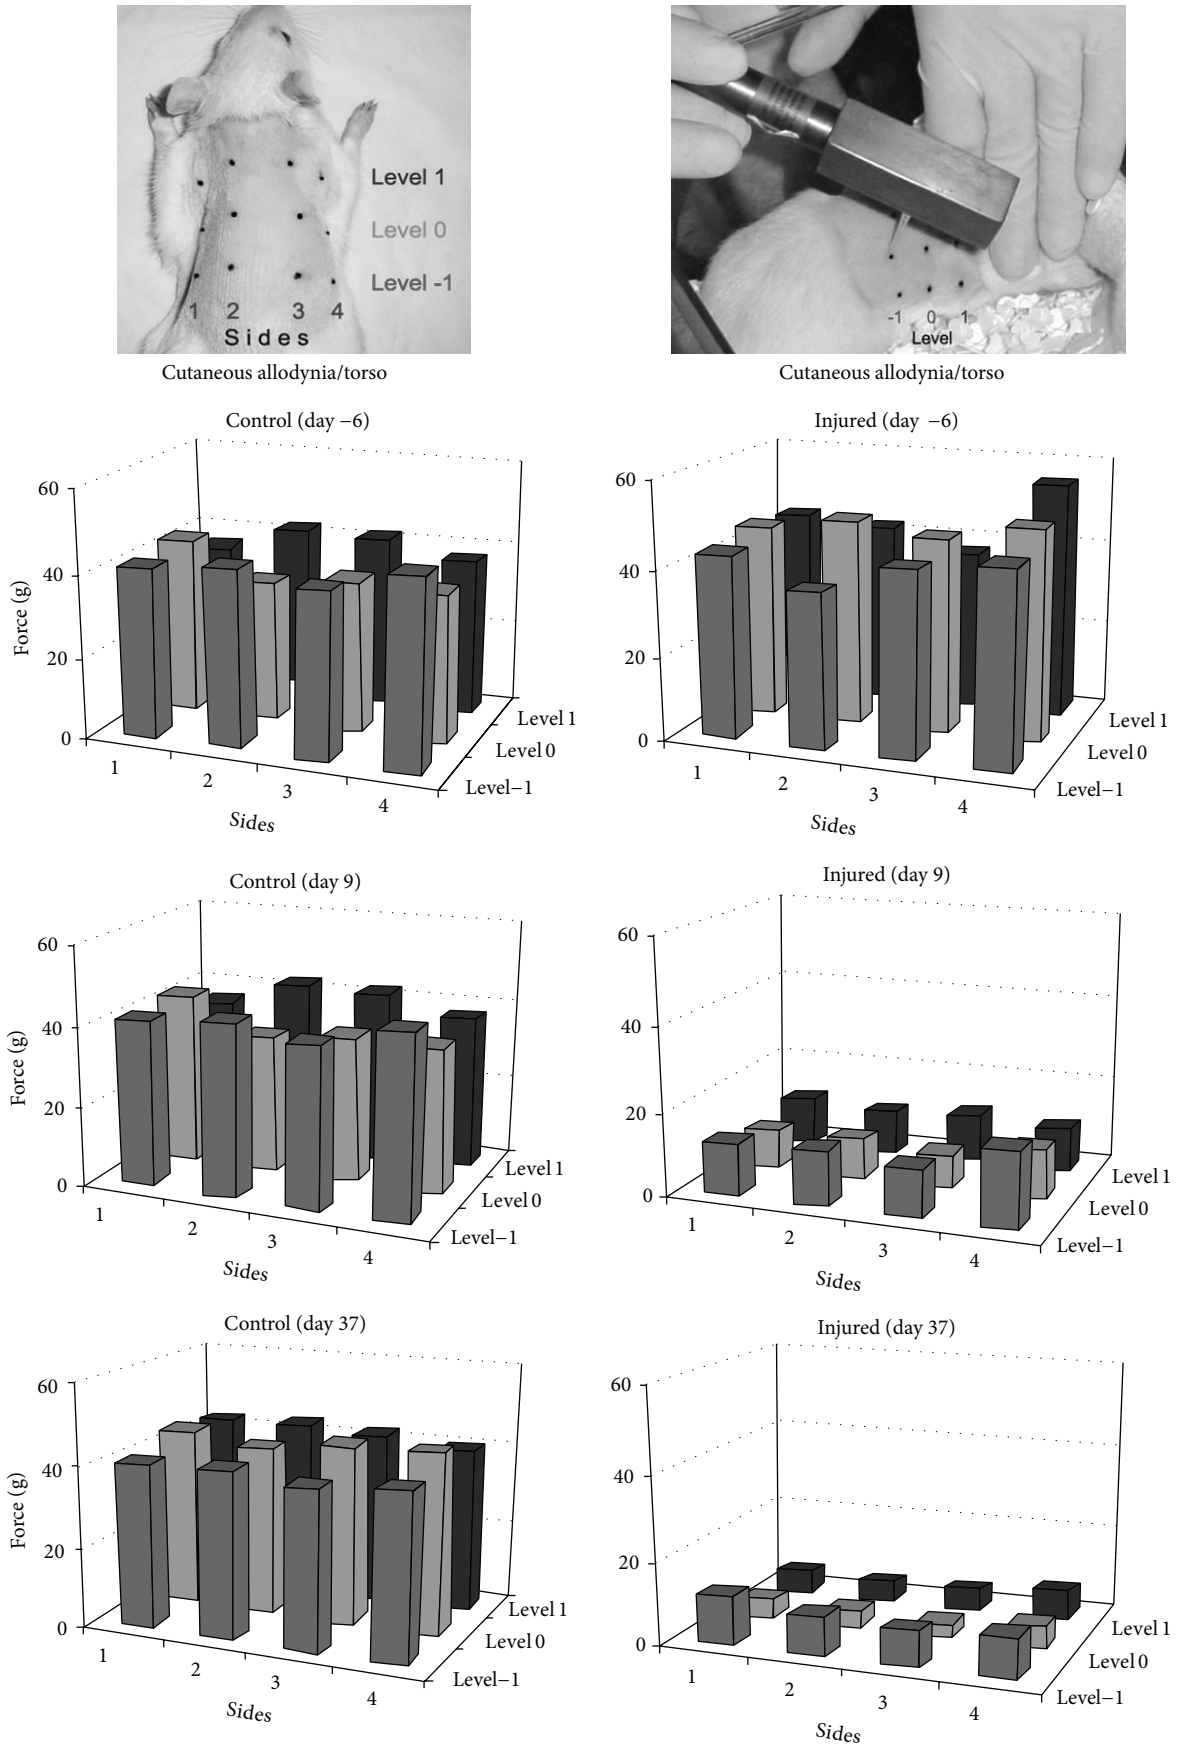 Level 1
Level 0
Level -1
1 2 3 4
Sides
-1 0 1
Level
Cutaneous allodynia/torso
Cutaneous allodynia/torso
Control (day −6)
60
40
20
0
Force (g)
1
2
3
4
Sides
Level 1
Level 0
Level−1
Injured (day −6)
60
40
20
0
1
2
3
4
Sides
Level 1
Level 0
Level−1
Control (day 9)
60
40
20
0
Force (g)
1
2
3
4
Sides
Level 1
Level 0
Level−1
Injured (day 9)
60
40
20
0
1
2
3
4
Sides
Level 1
Level 0
Level−1
Control (day 37)
60
40
20
0
Force (g)
1
2
3
4
Sides
Level 1
Level 0
Level−1
Injured (day 37)
60
40
20
0
1
2
3
4
Sides
Level 1
Level 0
Level−1